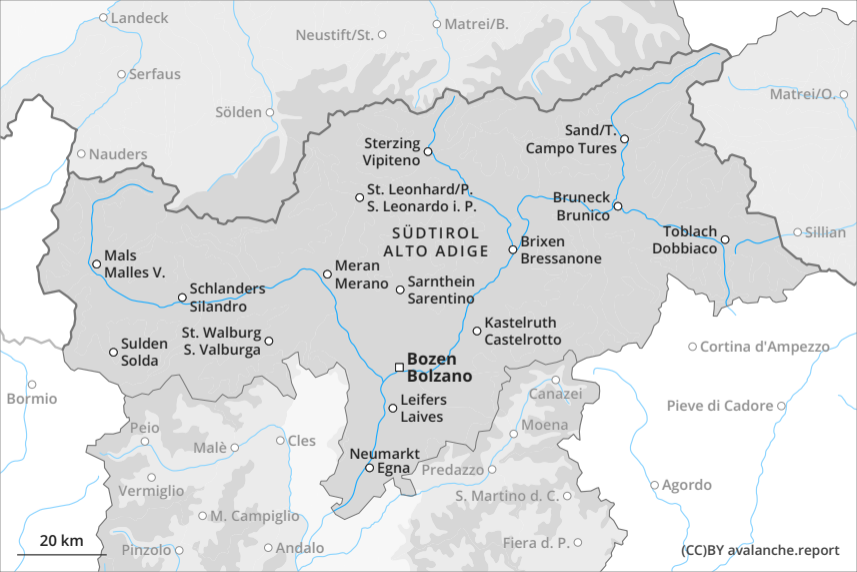 Landeck
Matrei/B.
Neustift/St.
Serfaus
Matrei/O.
Sölden
Sand/T.
Campo Tures
Sterzing
Vipiteno
Nauders
St. Leonhard/P.
S. Leonardo i. P.
Bruneck
Brunico
SÜDTIROL
ALTO ADIGE
Toblach
Dobbiaco
Sillian
Brixen
Bressanone
Mals
Malles V.
Meran
Merano
Sarnthein
Sarentino
Schlanders
Silandro
Kastelruth
Castelrotto
St. Walburg
S. Valburga
Sulden
Solda
Cortina d'Ampezzo
Bozen
Bolzano
Bormio
Canazei
Leifers
Laives
Pieve di Cadore
Moena
Peio
Malè
Cles
Neumarkt
Egna
Predazzo
Vermiglio
Agordo
S. Martino d. C.
M. Campiglio
20 km
Pinzolo
Andalo
Fiera d. P.
(CC)BY avalanche.report